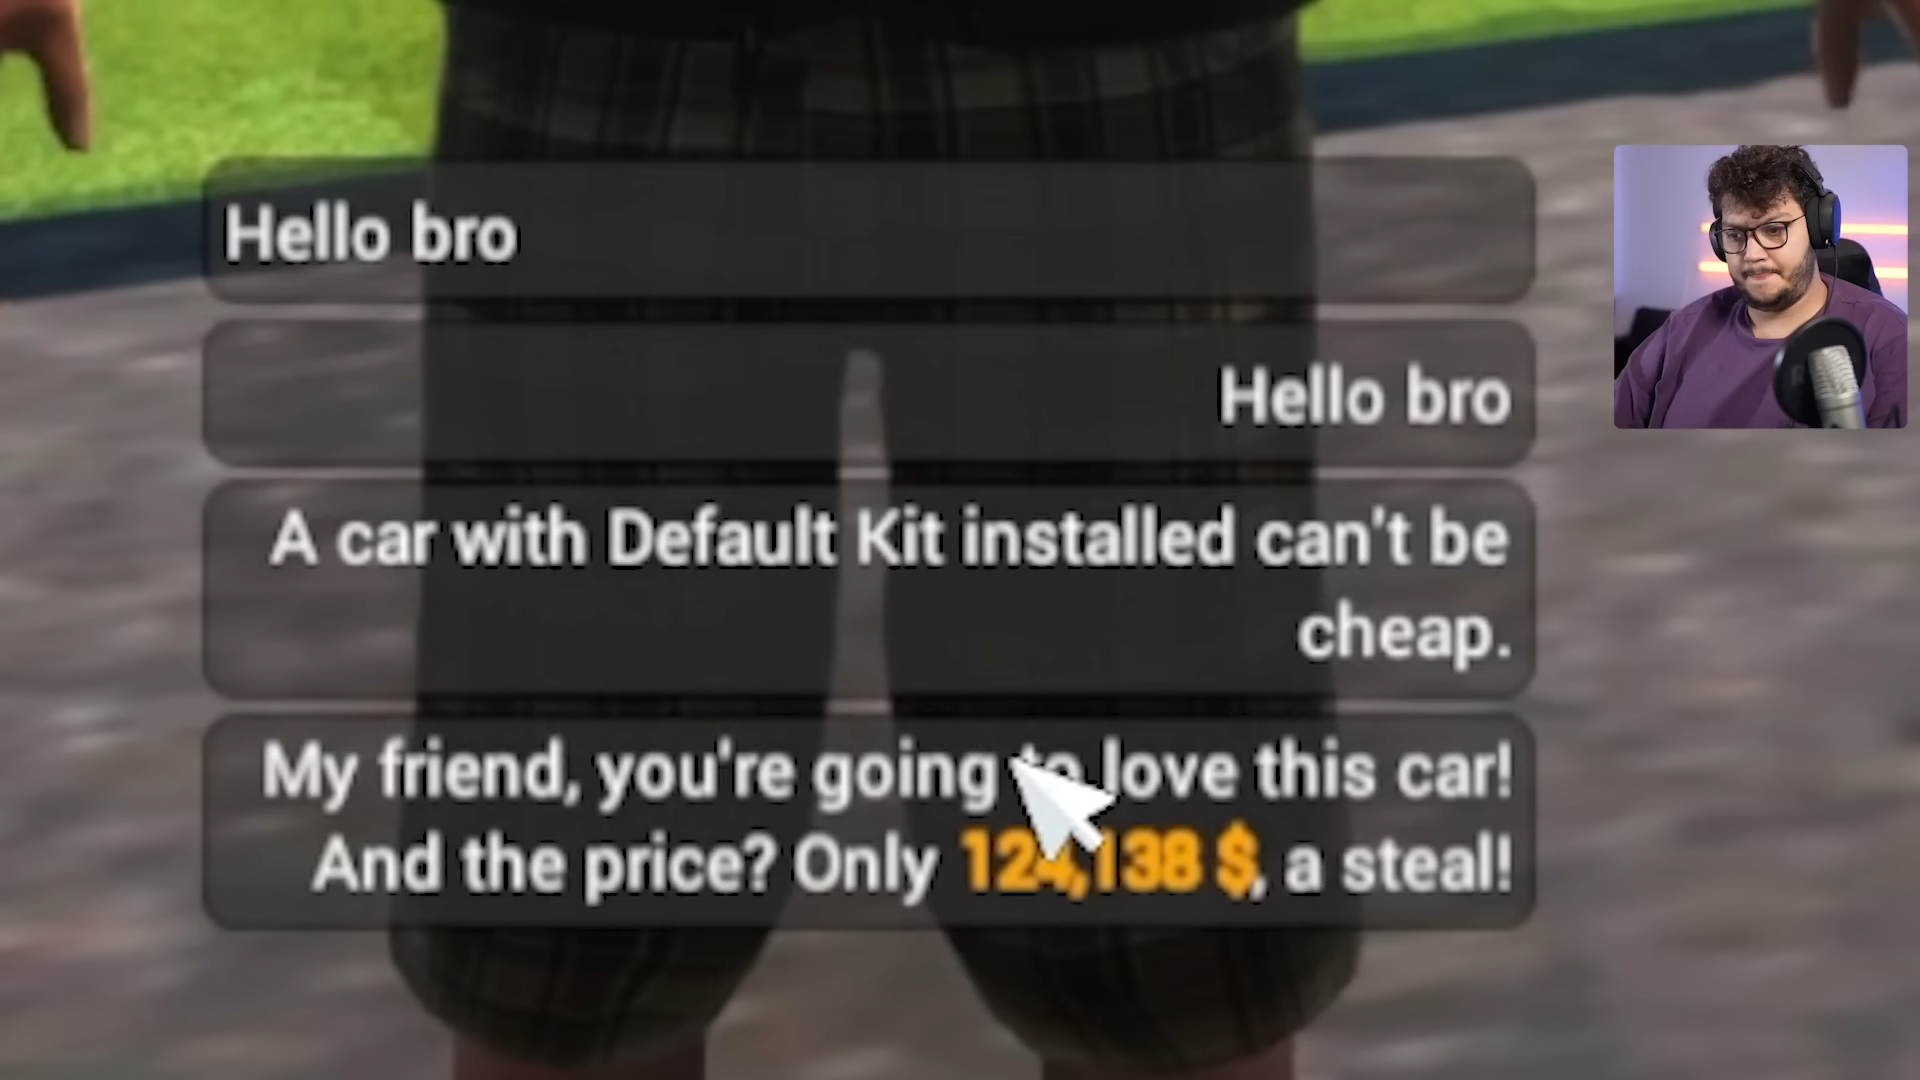 Hello bro
Hello bro
A car with Default Kit installed can't be
cheap.
My friend, you're going to love this car!
And the price? Only 124,138 $, a steal!